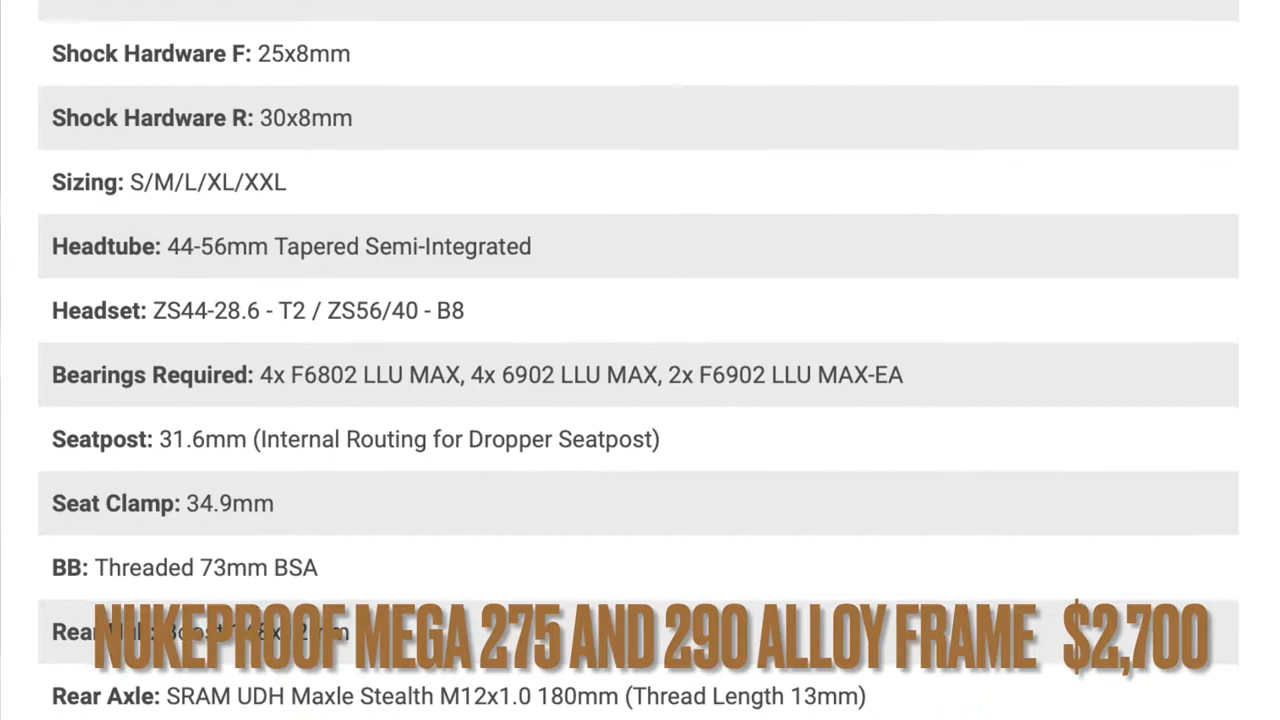 Shock Hardware F: 25x8mm
Shock Hardware R: 30x8mm
Sizing: S/M/L/XL/XXL
Headtube: 44-56mm Tapered Semi-Integrated
Headset: ZS44-28.6 - T2 / ZS56/40 - B8
Bearings Required: 4x F6802 LLU MAX, 4x 6902 LLU MAX, 2x F6902 LLU MAX-EA
Seatpost: 31.6mm (Internal Routing for Dropper Seatpost)
Seat Clamp: 34.9mm
BB: Threaded 73mm BSA
Rear
NUKEPROOF MEGA 275 AND 290 ALLOY FRAME $2,700
Rear Axle: SRAM UDH Maxle Stealth M12x1.0 180mm (Thread Length 13mm)